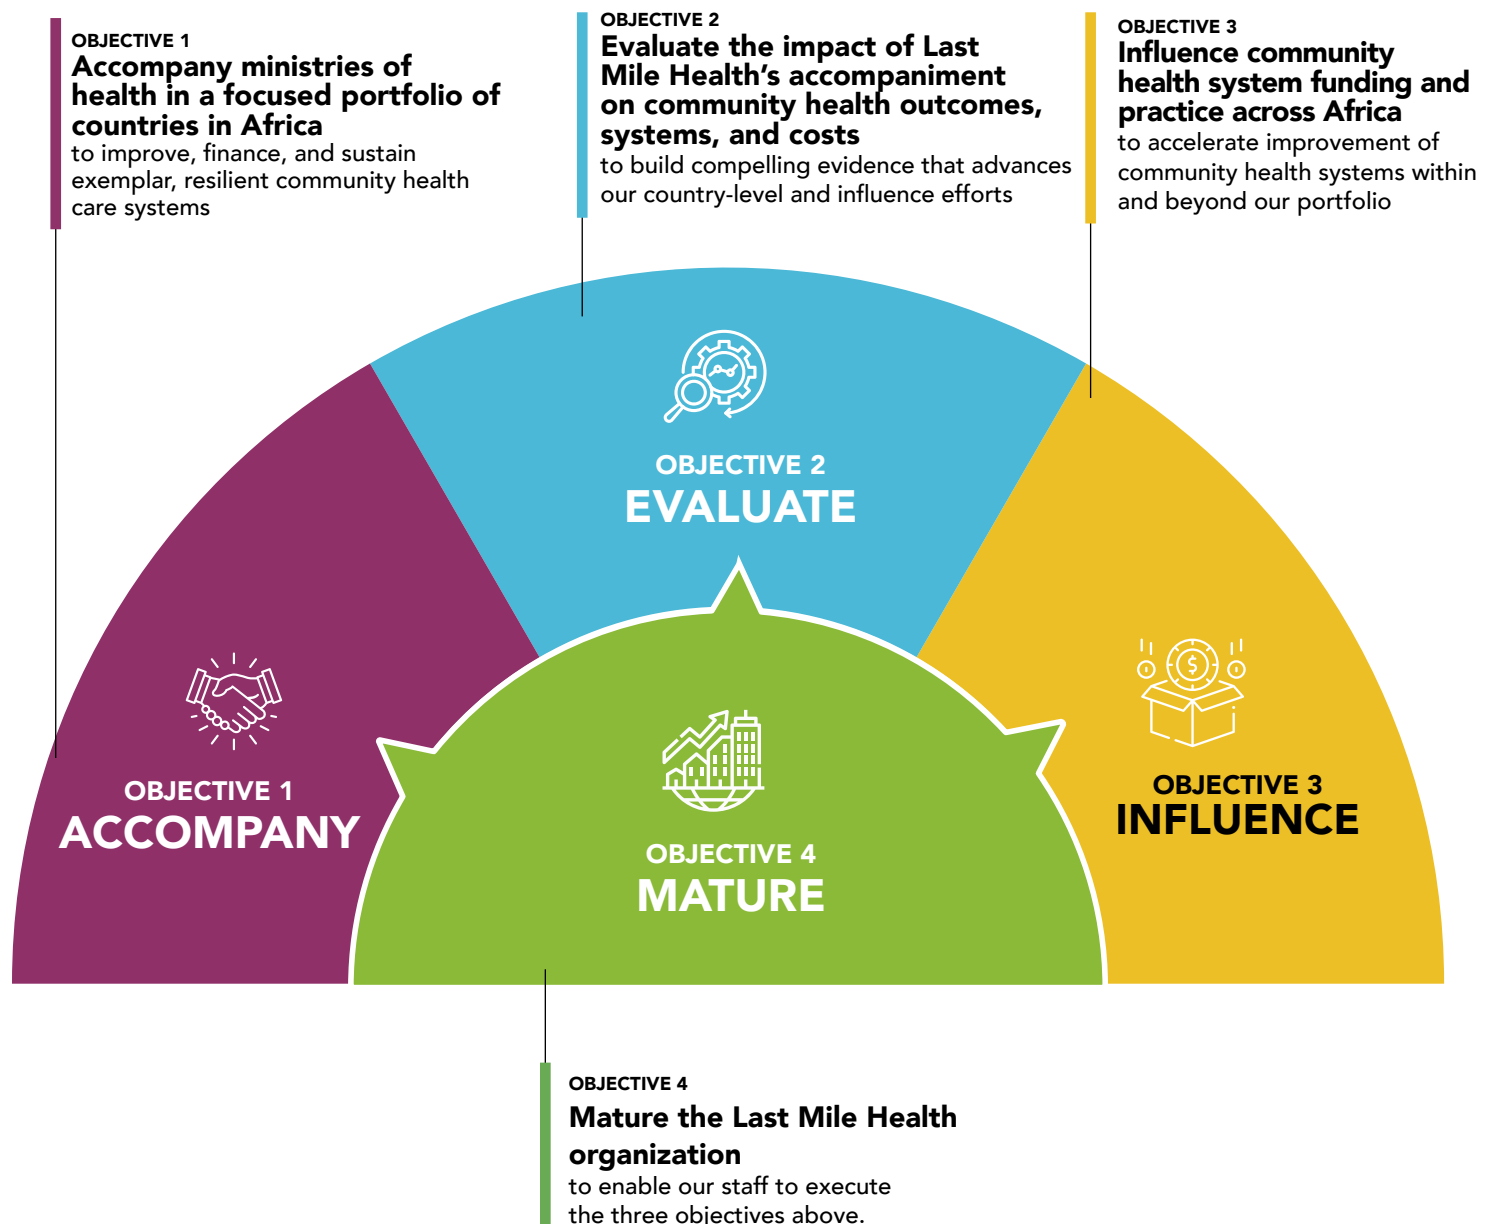 OBJECTIVE 1
Accompany ministries of
health in a focused portfolio of
countries in Africa
to improve, finance, and sustain
exemplar, resilient community health
care systems
OBJECTIVE 2
Evaluate the impact of Last
Mile Health’s accompaniment
on community health outcomes,
systems, and costs
to build compelling evidence that advances
our country-level and influence efforts
OBJECTIVE 3
Influence community
health system funding and
practice across Africa
to accelerate improvement of
community health systems within
and beyond our portfolio
OBJECTIVE 2
EVALUATE
OBJECTIVE 1
ACCOMPANY
$
OBJECTIVE 3
INFLUENCE
OBJECTIVE 4
MATURE
OBJECTIVE 4
Mature the Last Mile Health
organization
to enable our staff to execute
the three objectives above.